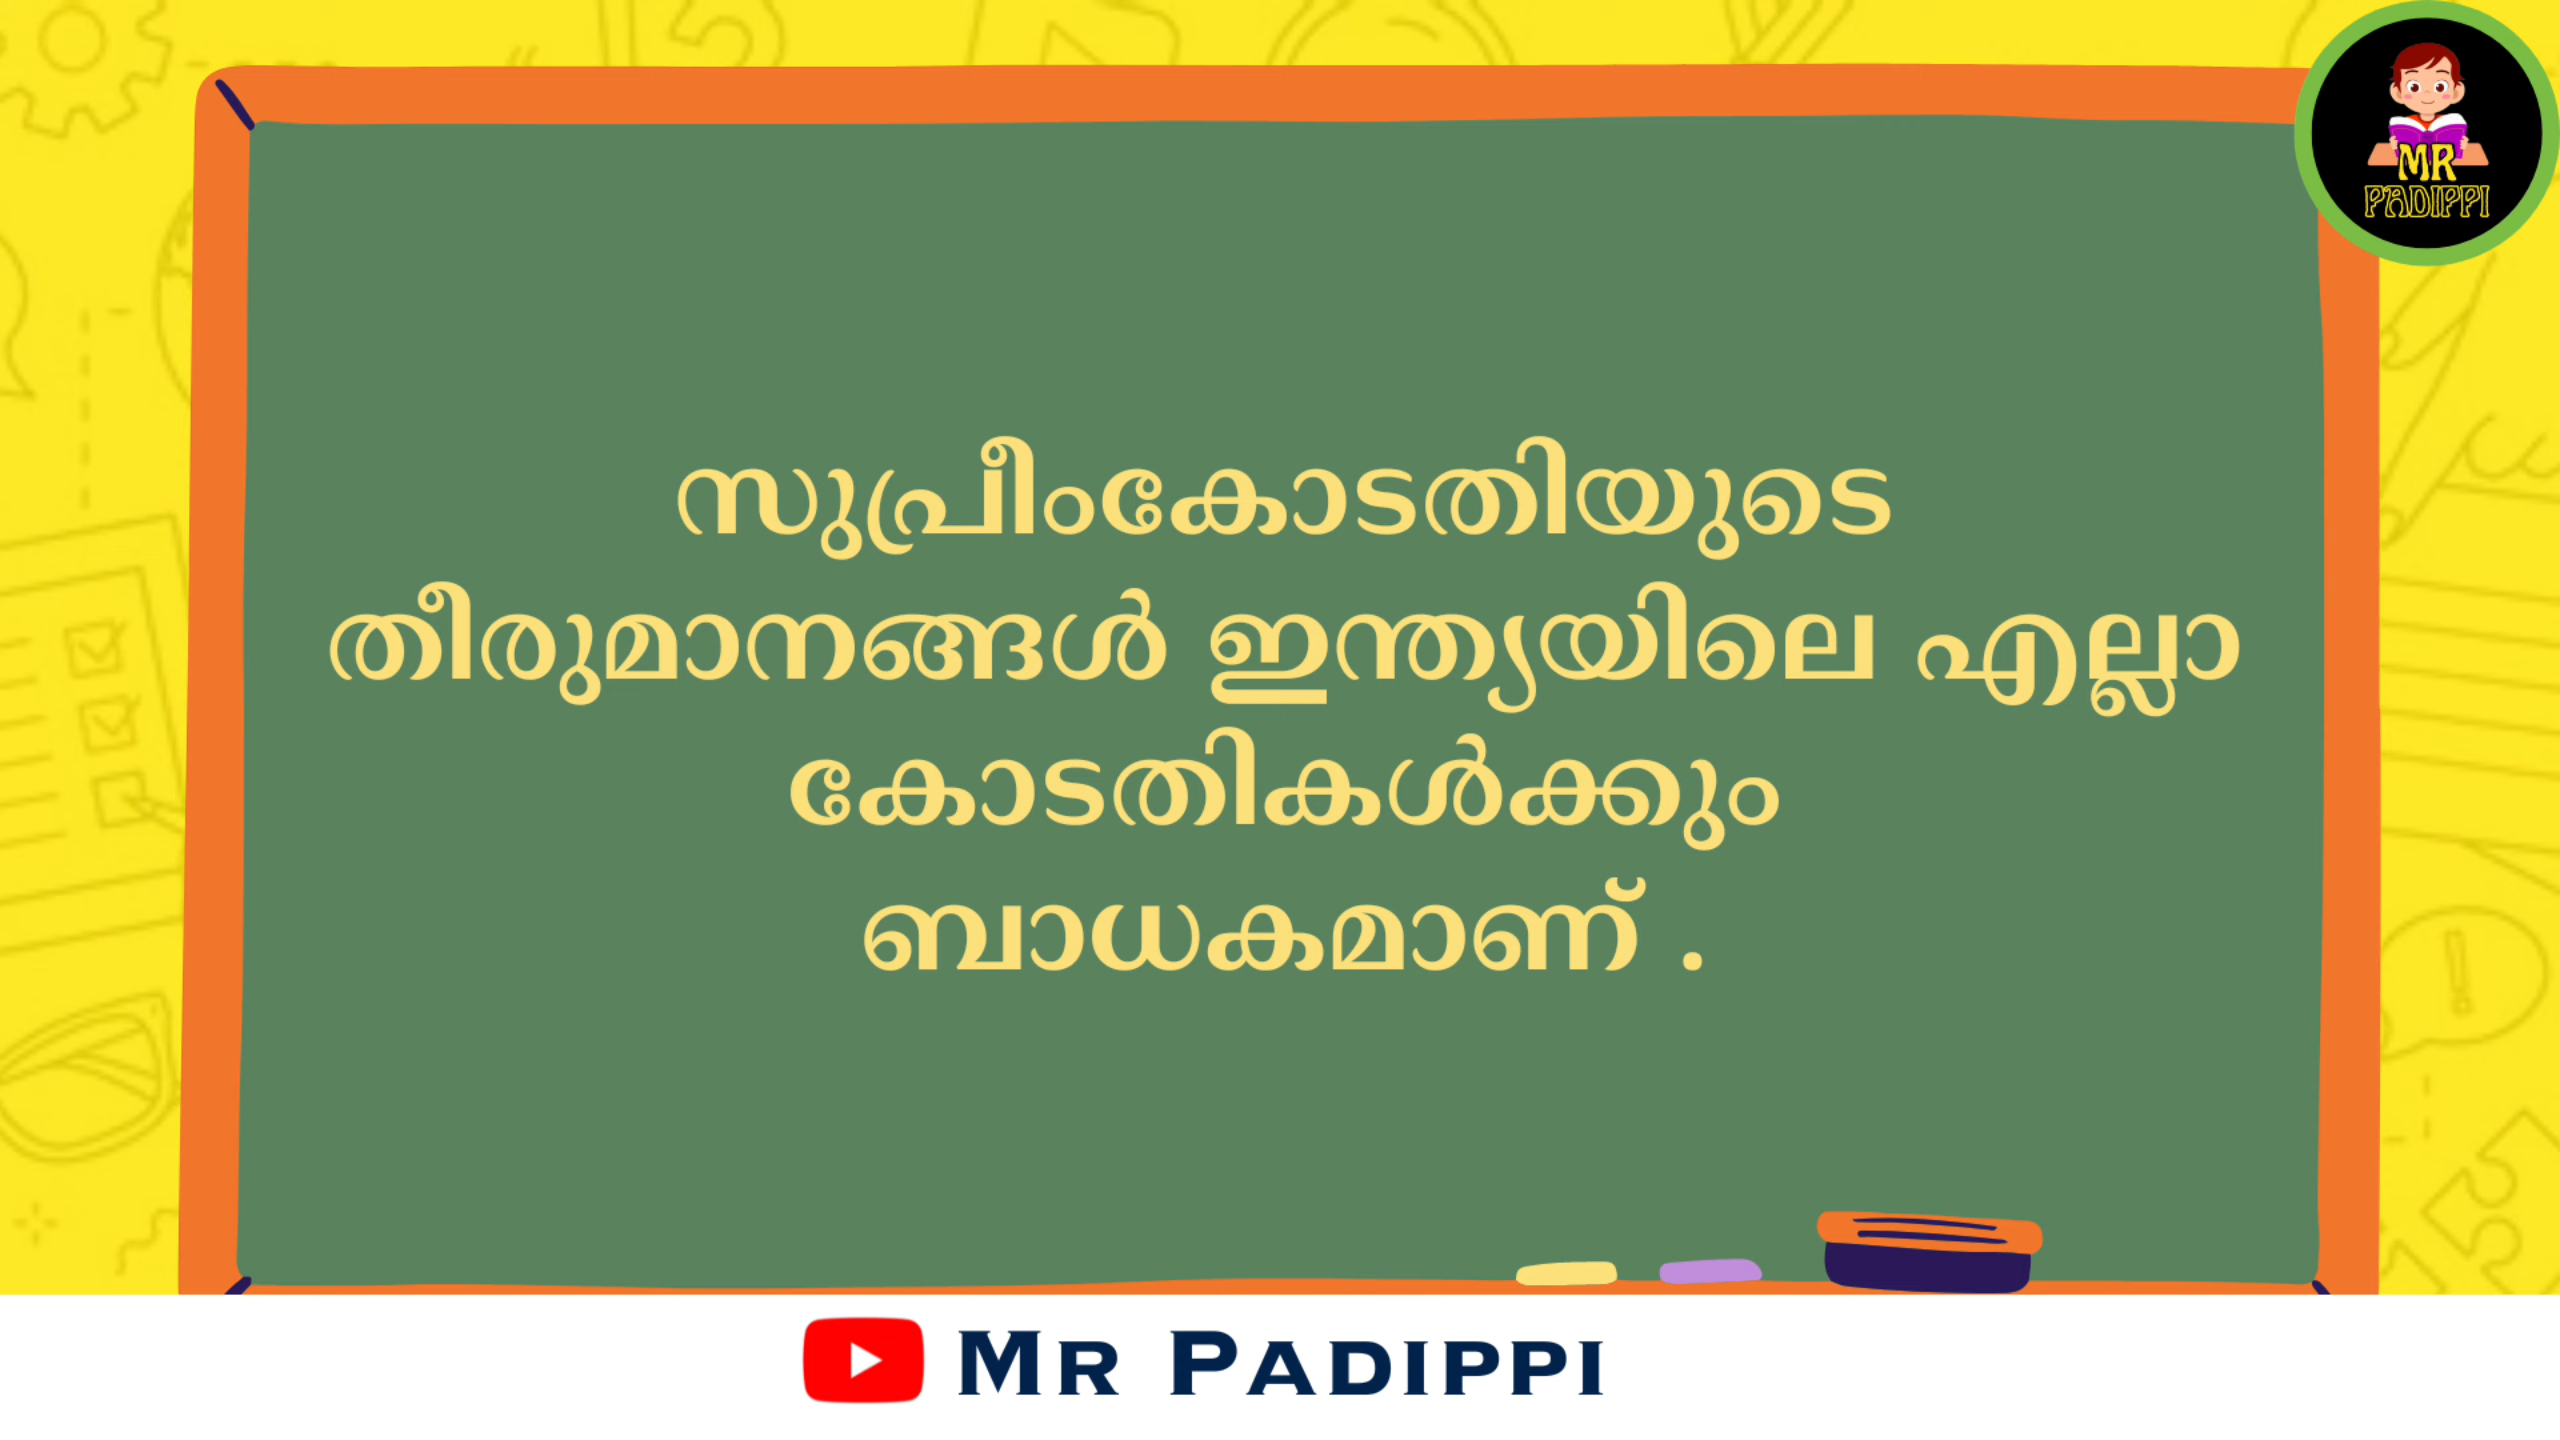 MR
PADIPPI
സുപ്രീംകോടതിയുടെ
തീരുമാനങ്ങൾ ഇന്ത്യയിലെ എല്ലാ
കോടതികൾക്കും
ബാധകമാണ് .
MR PADIPPI